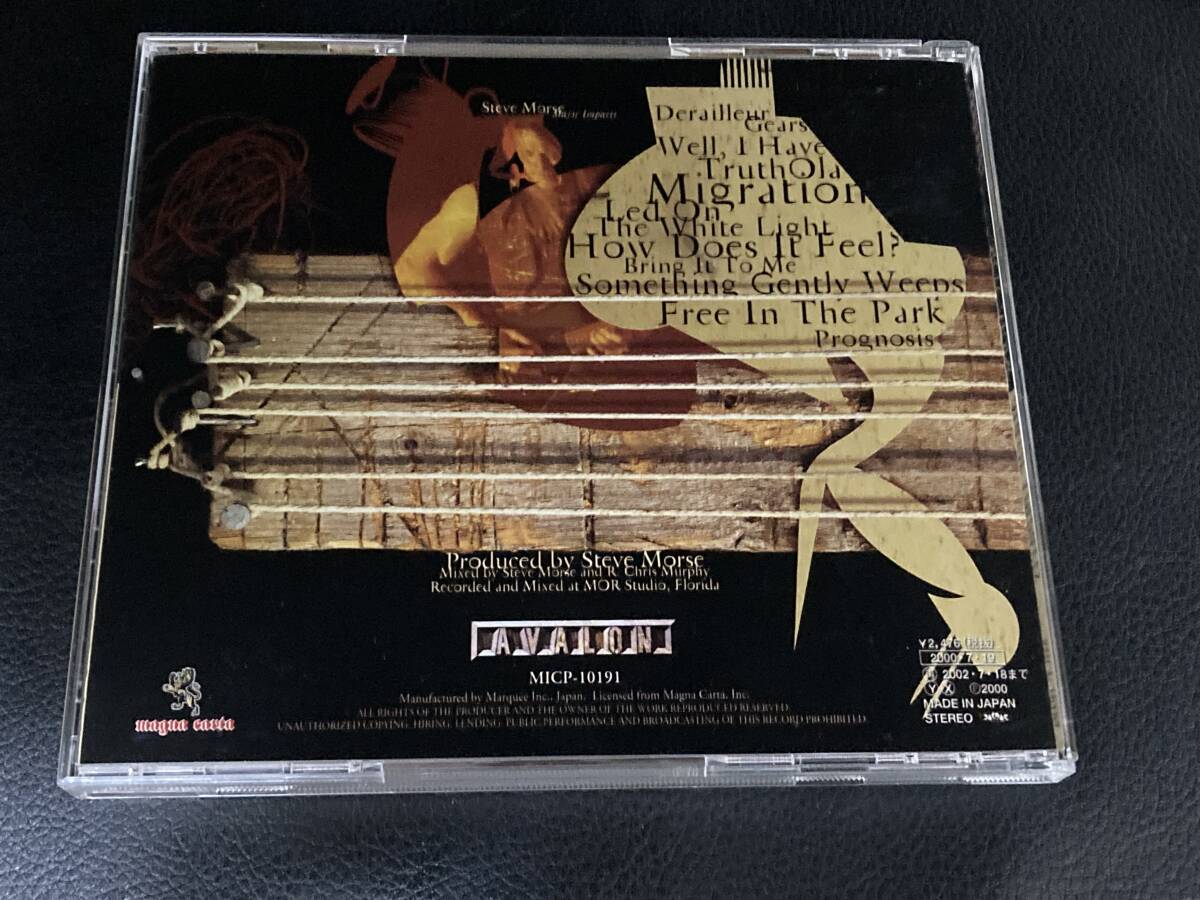 Steve Morse
Major Impacts
Derailleur
Gears
Well, I Have
TruthOla
Migration
Led On
The White Light
How Does It Feel?
Bring It To Me
Something Gently Weeps
Free In The Park
Prognosis
Produced by Steve Morse
Mixed by Steve Morse and R. Chris Murphy
Recorded and Mixed at MOR Studio, Florida
AVALON
MICP-10191
Manufactured by Marquee Inc., Japan. Licensed from Magna Carta, Inc.
ALL RIGHTS OF THE PRODUCER AND THE OWNER OF THE WORK REPRODUCED RESERVED.
UNAUTHORIZED COPYING, HIRING, LENDING, PUBLIC PERFORMANCE AND BROADCASTING OF THIS RECORD PROHIBITED.
magna carta
¥2,476
2000・7・19
2002・7・18まで
Y X Ⓟ2000
MADE IN JAPAN
STEREO